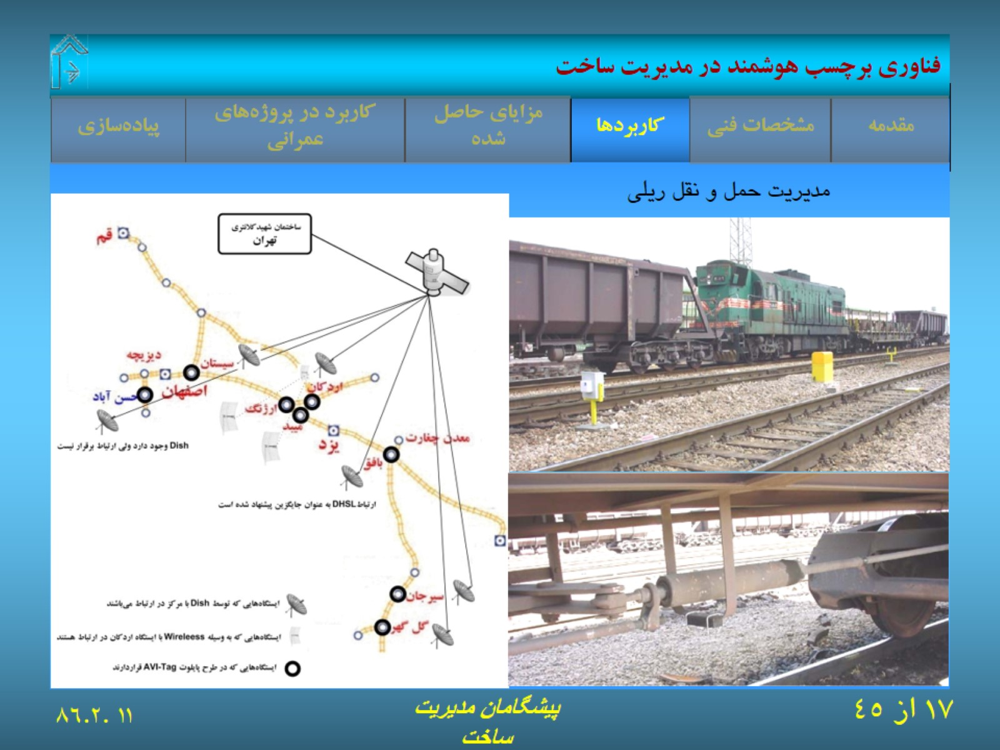 فناوری برچسب هوشمند در مدیریت ساخت
مقدمه
مشخصات فنی
کاربردها
مزایای حاصل
شده
کاربرد در پروژه‌های
عمرانی
پیاده‌سازی
مدیریت حمل و نقل ریلی
ساختمان شهید کلانتری
تهران
قم
دیزیچه
سیستان
اصفهان
حسن آباد
اردکان
ارژنگ
میبد
یزد
معدن چغارت
بافق
Dish وجود دارد ولی ارتباط برقرار نیست
ارتباط DHSL به عنوان جایگزین پیشنهاد شده است
سیرجان
گل گهر
ایستگاه‌هایی که توسط Dish با مرکز در ارتباط می‌باشند
ایستگاه‌هایی که به وسیله Wireleess با ایستگاه اردکان در ارتباط هستند
ایستگاه‌هایی که در طرح پایلوت AVI-Tag قراردارند
۱۷ از ۴۵
پیشگامان مدیریت
ساخت
۸۶.۲. ۱۱